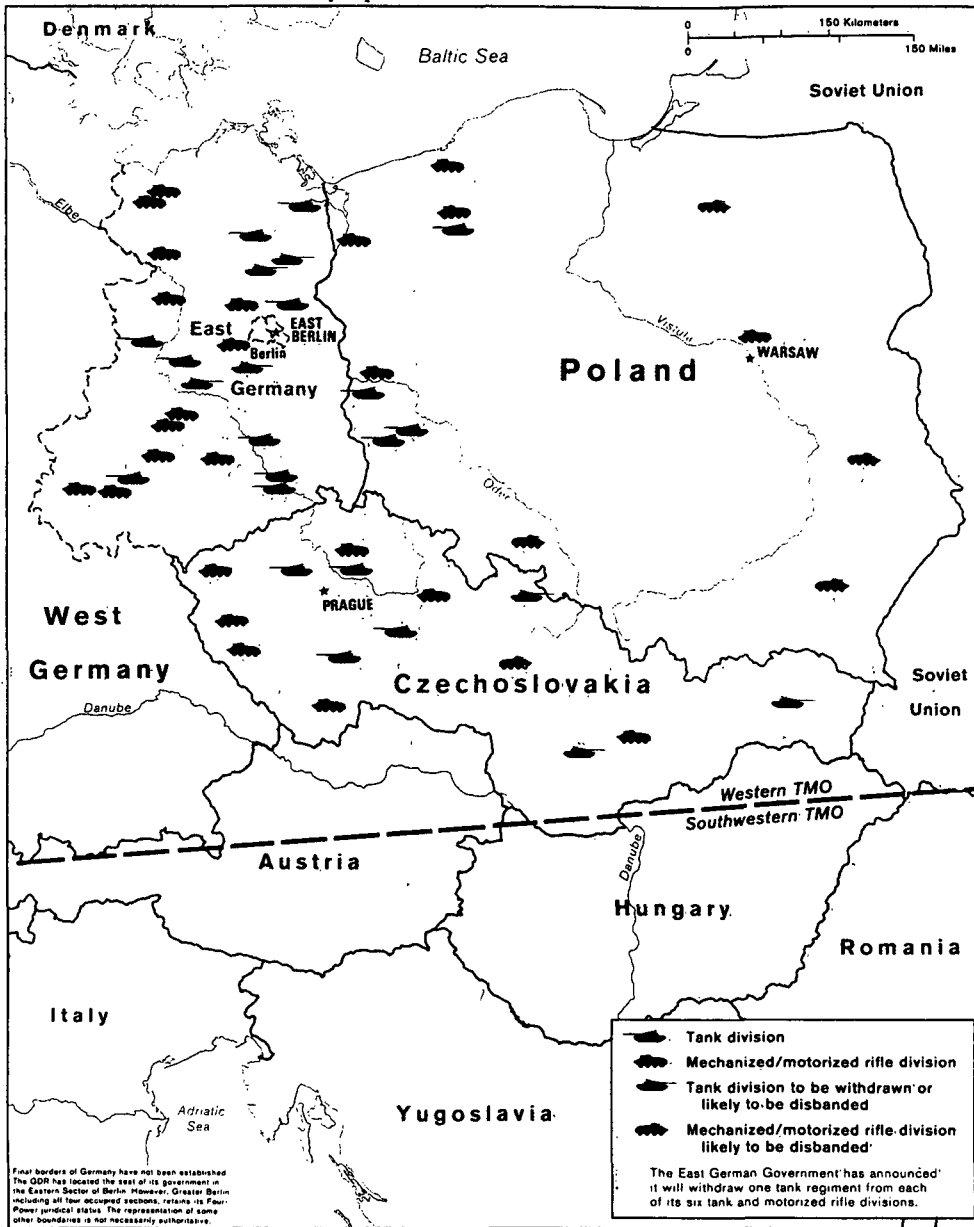 Denmark
Baltic Sea
0 150 Kilometers
0 150 Miles
Soviet Union
Elbe
East
EAST
BERLIN
Berlin
Germany
Poland
Vistula
WARSAW
Oder
PRAGUE
West
Germany
Czechoslovakia
Soviet
Union
Danube
Western TMO
Southwestern TMO
Austria
Danube
Hungary
Romania
Italy
Adriatic
Sea
Yugoslavia
Tank division
Mechanized/motorized rifle division
Tank division to be withdrawn or
likely to be disbanded
Mechanized/motorized rifle division
likely to be disbanded
The East German Government has announced
it will withdraw one tank regiment from each
of its six tank and motorized rifle divisions.
Final borders of Germany have not been established
The GDR has located the seat of its government in
the Eastern Sector of Berlin. However, Greater Berlin
including all four occupied sections, retains its Four-
Power juridical status. The representation of some
other boundaries is not necessarily authoritative.